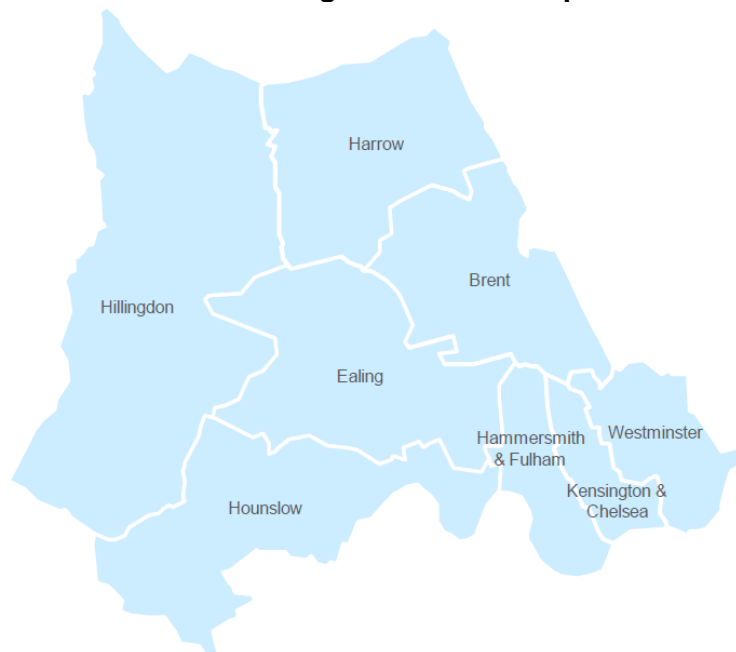 Harrow
Brent
Hillingdon
Ealing
Hammersmith
& Fulham
Westminster
Kensington &
Chelsea
Hounslow